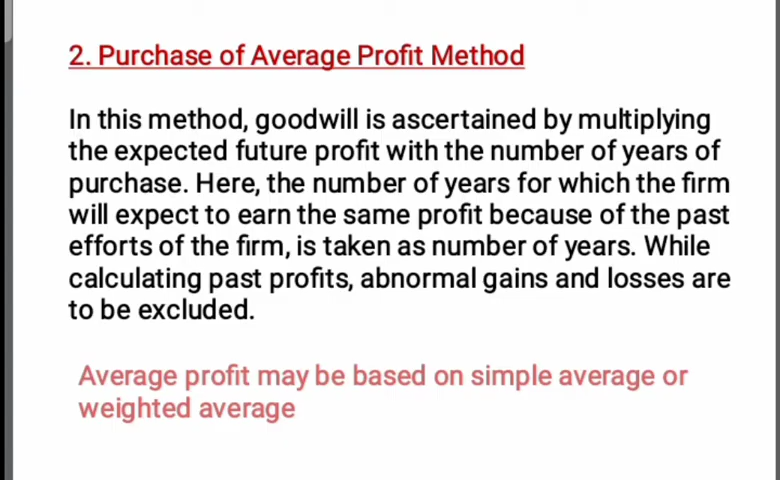 2. Purchase of Average Profit Method
In this method, goodwill is ascertained by multiplying
the expected future profit with the number of years of
purchase. Here, the number of years for which the firm
will expect to earn the same profit because of the past
efforts of the firm, is taken as number of years. While
calculating past profits, abnormal gains and losses are
to be excluded.
Average profit may be based on simple average or
weighted average